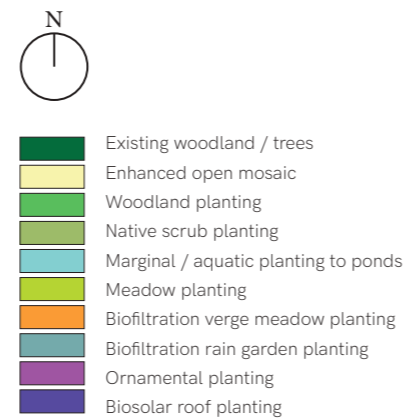 N
Existing woodland / trees
Enhanced open mosaic
Woodland planting
Native scrub planting
Marginal / aquatic planting to ponds
Meadow planting
Biofiltration verge meadow planting
Biofiltration rain garden planting
Ornamental planting
Biosolar roof planting